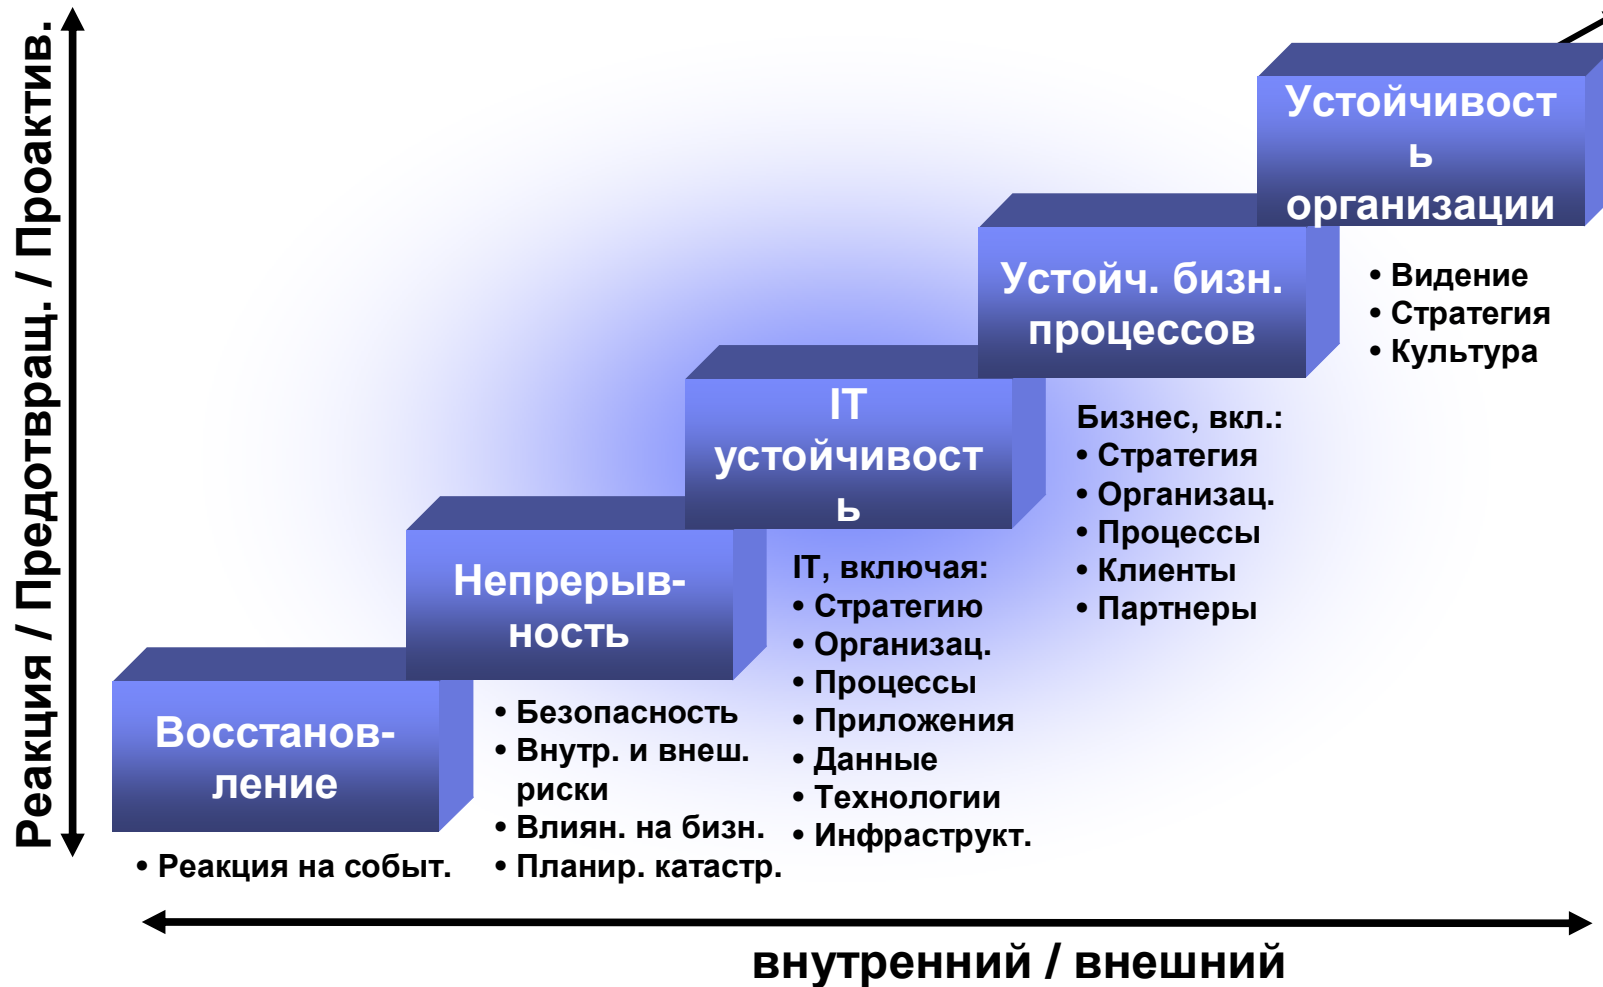 Реакция / Предотвращ. / Проактив.
Восстанов-
ление
• Реакция на событ.
Непрерыв-
ность
• Безопасность
• Внутр. и внеш.
риски
• Влиян. на бизн.
• Планир. катастр.
IT
устойчивост
ь
IT, включая:
• Стратегию
• Организац.
• Процессы
• Приложения
• Данные
• Технологии
• Инфраструкт.
Устойч. бизн.
процессов
Бизнес, вкл.:
• Стратегия
• Организац.
• Процессы
• Клиенты
• Партнеры
Устойчивост
ь
организации
• Видение
• Стратегия
• Культура
внутренний / внешний